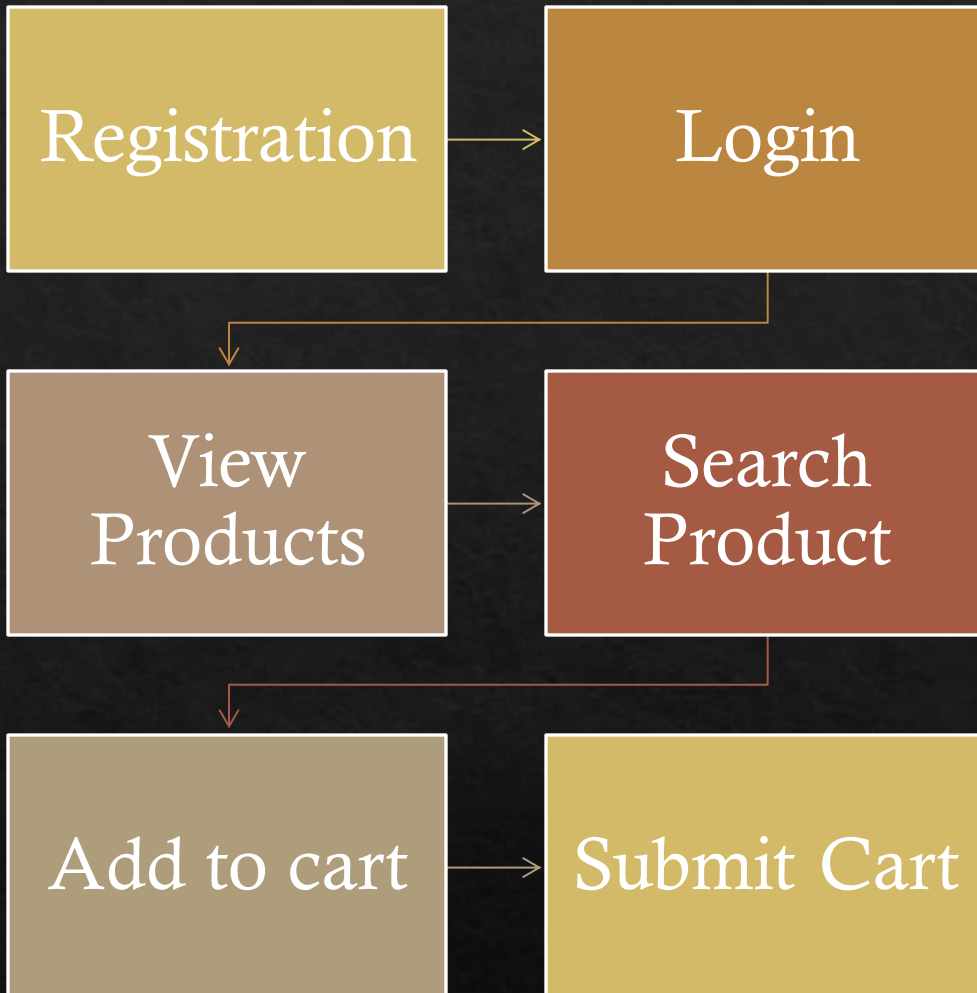 Registration
Login
View
Products
Search
Product
Add to cart
Submit Cart